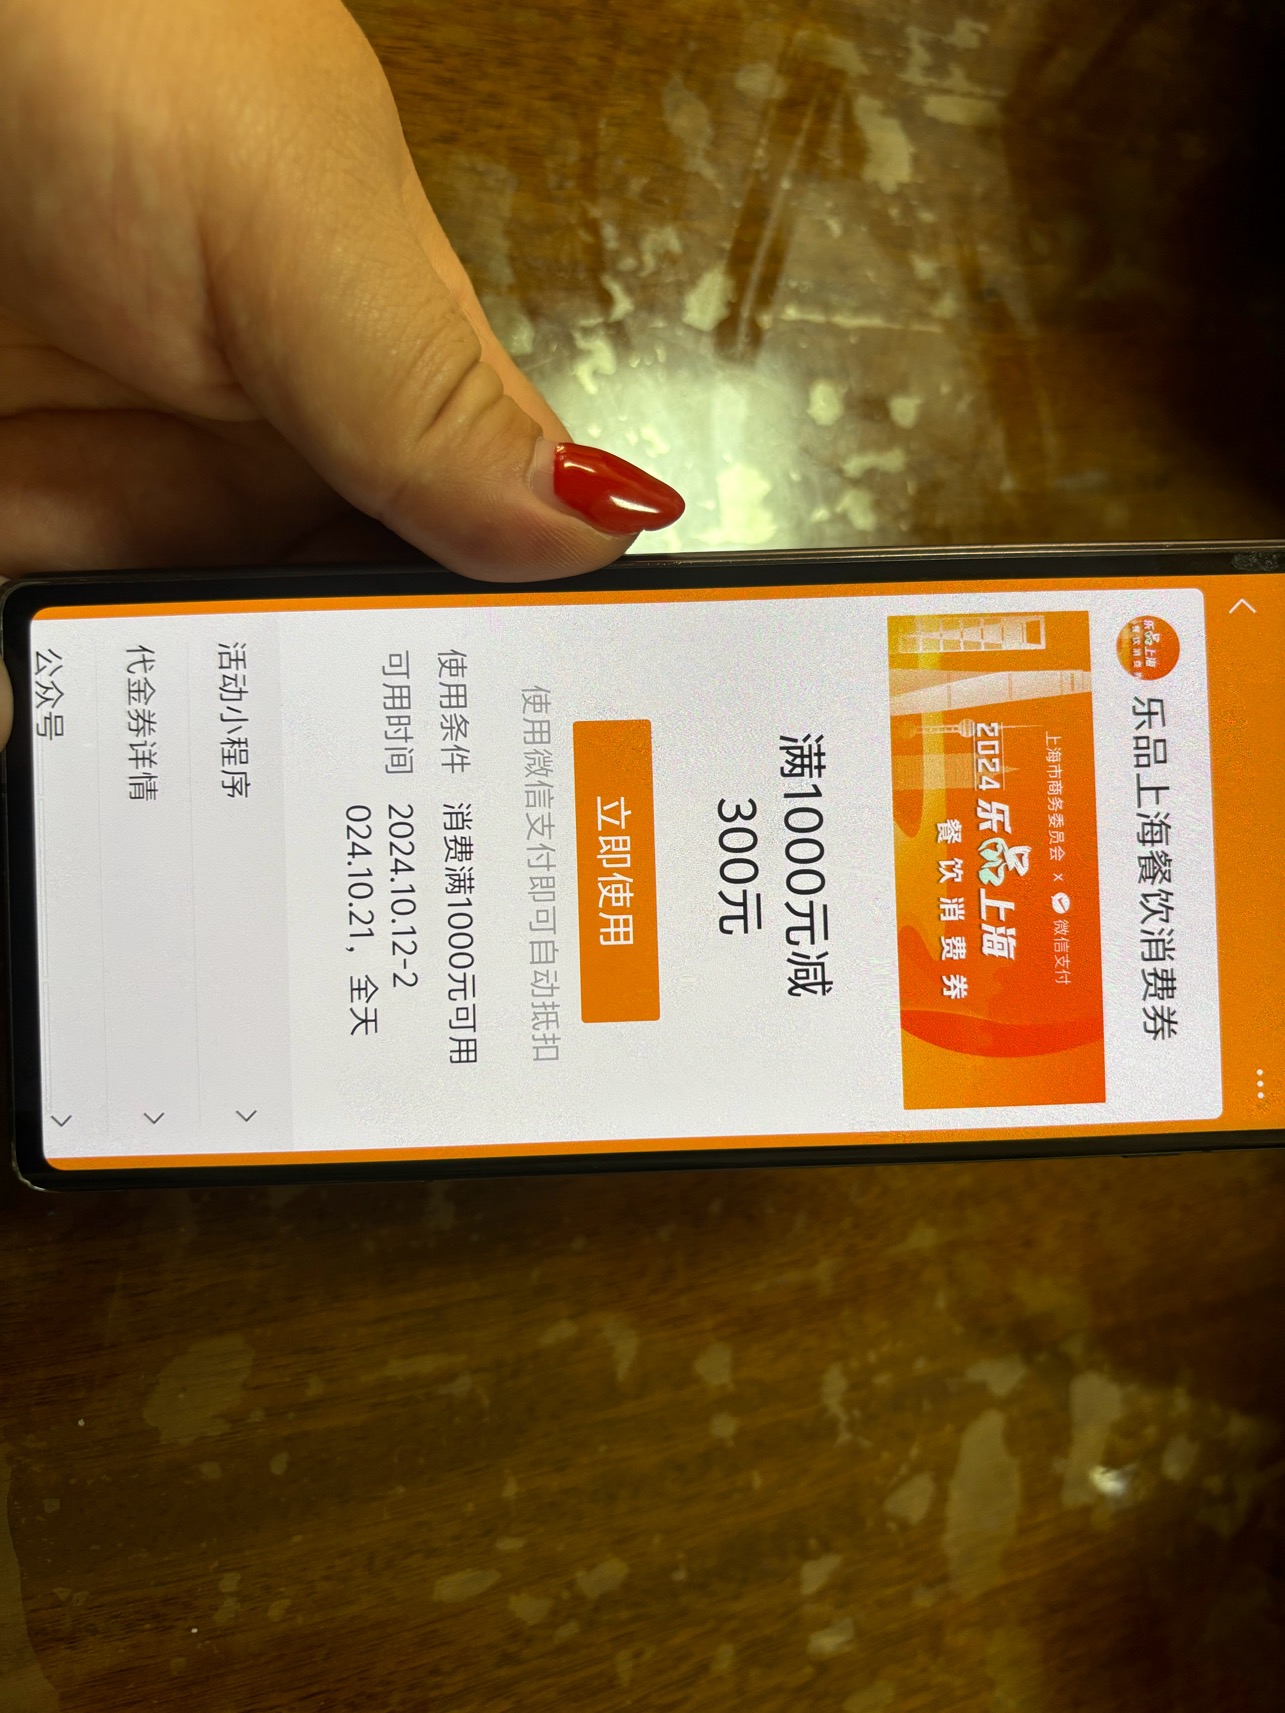 乐品上海餐饮消费券
上海市商务委员会 x 微信支付
2024 乐品上海
餐饮消费券
满1000元减
300元
立即使用
使用微信支付即可自动抵扣
使用条件 消费满1000元可用
可用时间 2024.10.12-2
024.10.21，全天
活动小程序
代金券详情
公众号